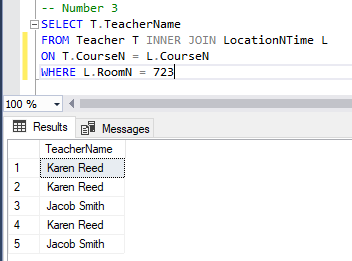 -- Number 3
SELECT T.TeacherName
FROM Teacher T INNER JOIN LocationNTime L
ON T.CourseN = L.CourseN
WHERE L.RoomN = 723
100 %
Results Messages
TeacherName
1 Karen Reed
2 Karen Reed
3 Jacob Smith
4 Karen Reed
5 Jacob Smith